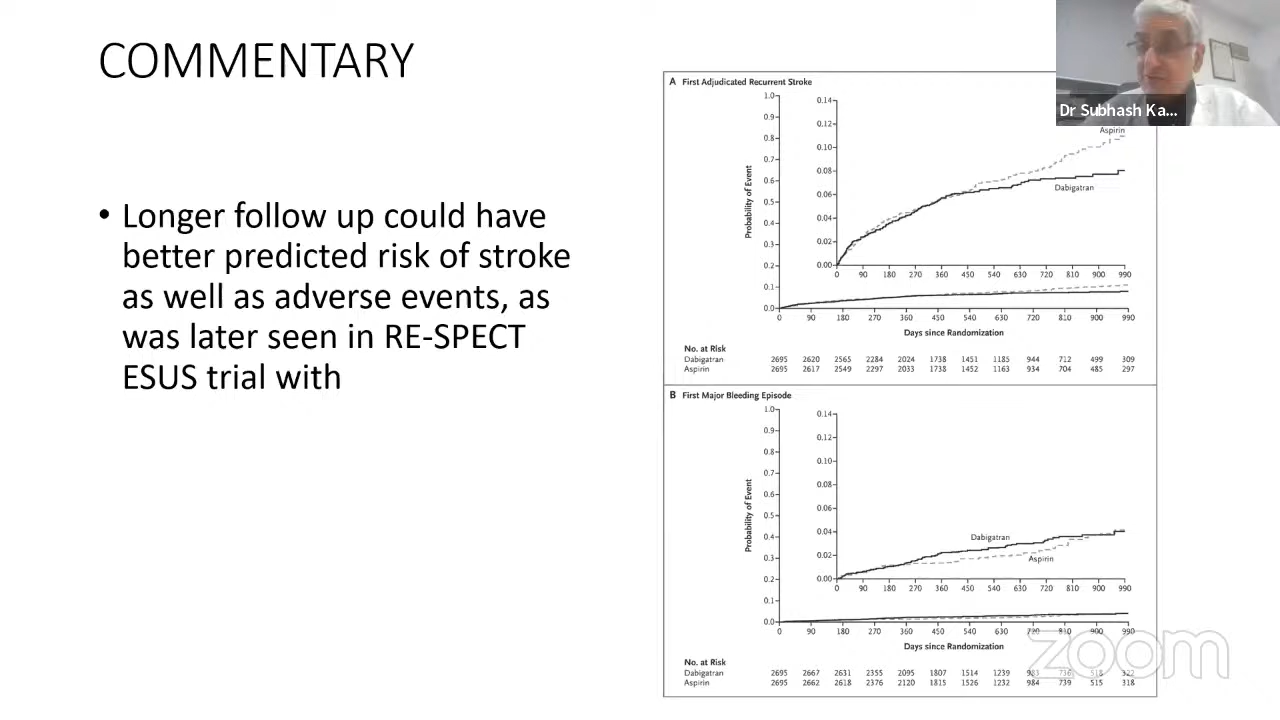 COMMENTARY
• Longer follow up could have
better predicted risk of stroke
as well as adverse events, as
was later seen in RE-SPECT
ESUS trial with
Dr Subhash Ka...
A First Adjudicated Recurrent Stroke
Probability of Event
1.0
0.9
0.8
0.7
0.6
0.5
0.4
0.3
0.2
0.1
0.0
0.14
0.12
0.10
0.08
0.06
0.04
0.02
0.00
Aspirin
Dabigatran
0 90 180 270 360 450 540 630 720 810 900 990
0 90 180 270 360 450 540 630 720 810 900 990
Days since Randomization
No. at Risk
Dabigatran 2695 2620 2565 2284 2024 1738 1451 1185 944 712 499 309
Aspirin 2695 2617 2549 2297 2033 1738 1452 1163 934 704 485 297
B First Major Bleeding Episode
Probability of Event
1.0
0.9
0.8
0.7
0.6
0.5
0.4
0.3
0.2
0.1
0.0
0.14
0.12
0.10
0.08
0.06
0.04
0.02
0.00
Dabigatran
Aspirin
0 90 180 270 360 450 540 630 720 810 900 990
0 90 180 270 360 450 540 630 720 810 900 990
Days since Randomization
No. at Risk
Dabigatran 2695 2667 2631 2355 2095 1807 1514 1239
Aspirin 2695 2662 2618 2376 2120 1815 1526 1232 984 739 515 318
zoom